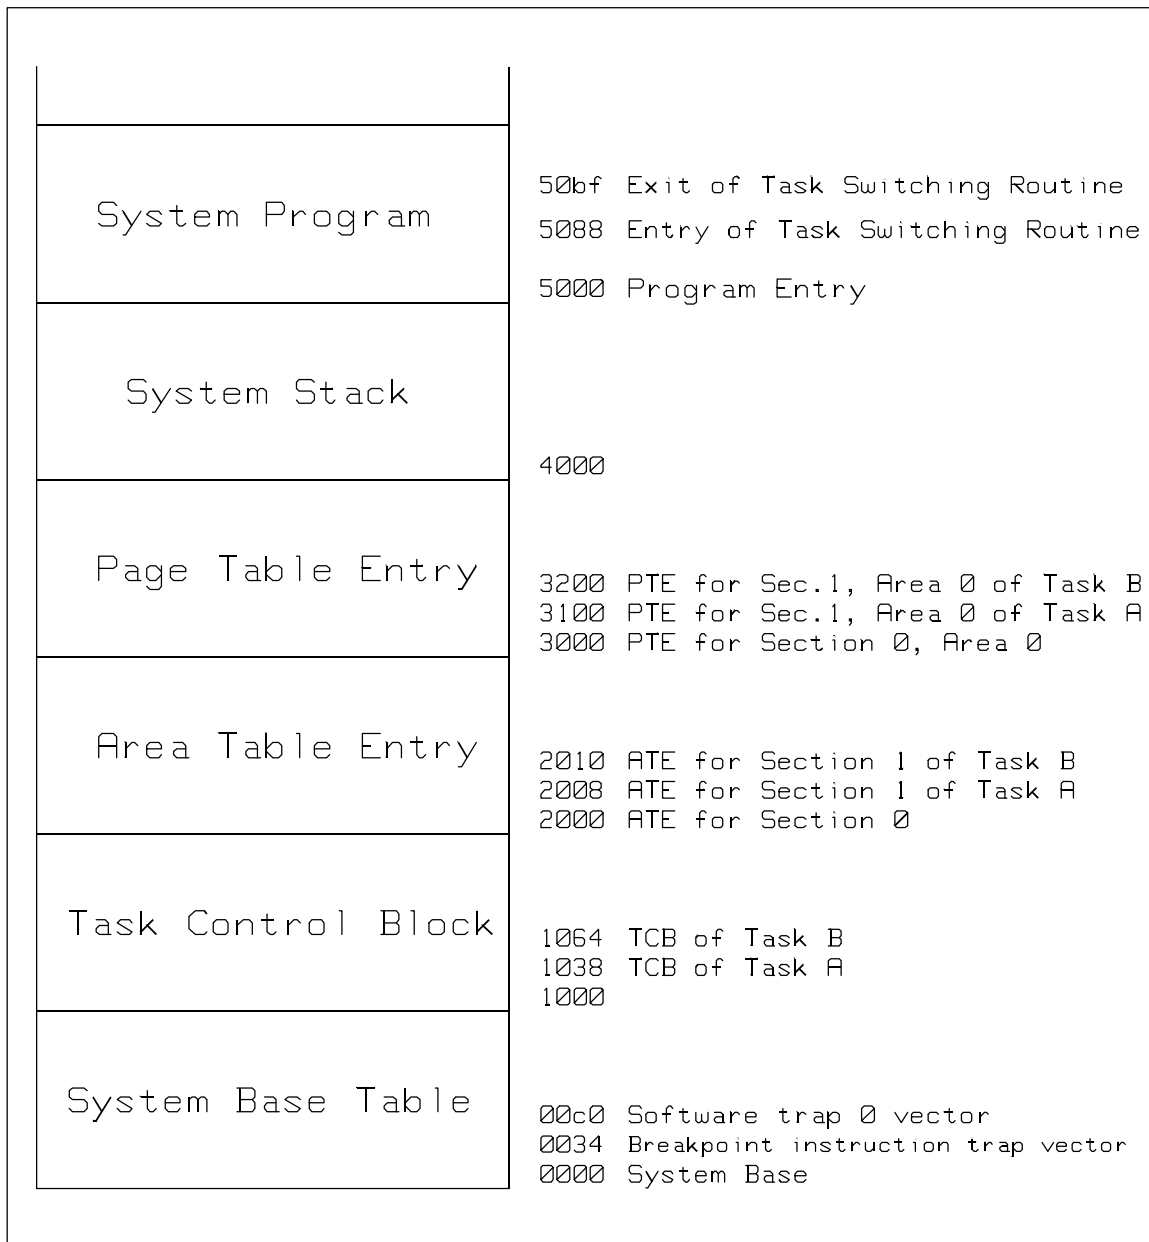 50bf Exit of Task Switching Routine
System Program
5088 Entry of Task Switching Routine
5000 Program Entry
System Stack
4000
Page Table Entry
3200 PTE for Sec.1, Area 0 of Task B
3100 PTE for Sec.1, Area 0 of Task A
3000 PTE for Section 0, Area 0
Area Table Entry
2010 ATE for Section 1 of Task B
2008 ATE for Section 1 of Task A
2000 ATE for Section 0
Task Control Block
1064 TCB of Task B
1038 TCB of Task A
1000
System Base Table
00c0 Software trap 0 vector
0034 Breakpoint instruction trap vector
0000 System Base